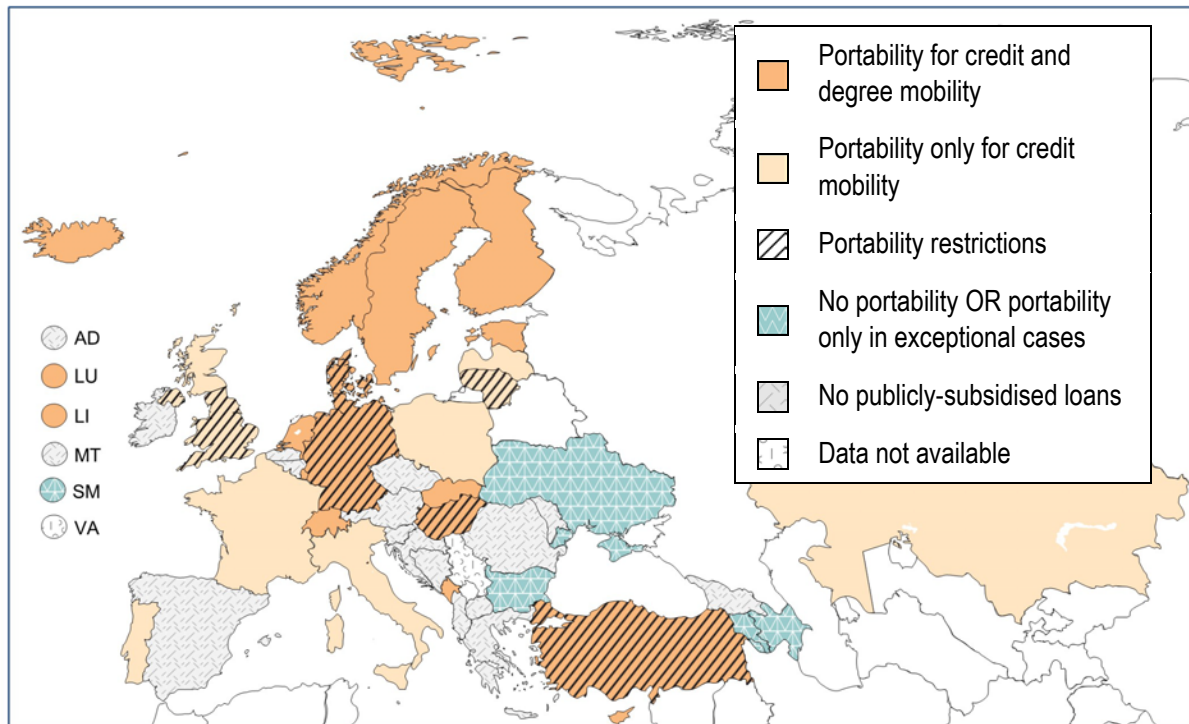 Portability for credit and
degree mobility
Portability only for credit
mobility
Portability restrictions
No portability OR portability
only in exceptional cases
No publicly-subsidised loans
Data not available
AD
LU
LI
MT
SM
VA